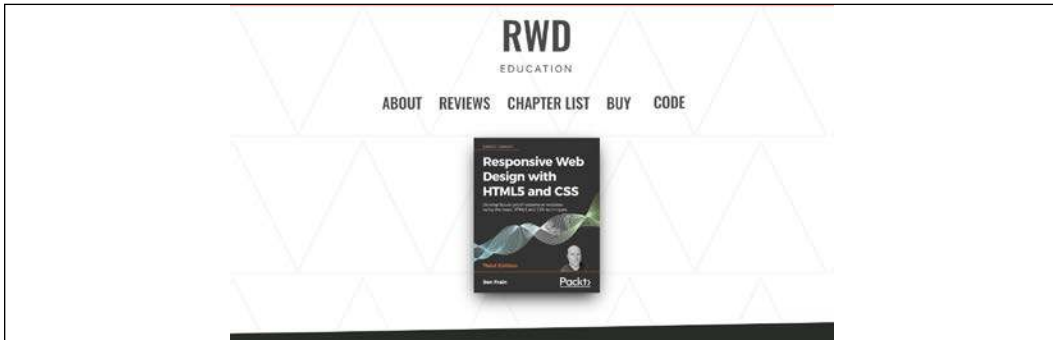 RWD
EDUCATION
ABOUT REVIEWS CHAPTER LIST BUY CODE
Responsive Web
Design with
HTML5 and CSS
Third Edition
Ben Frain Packt>